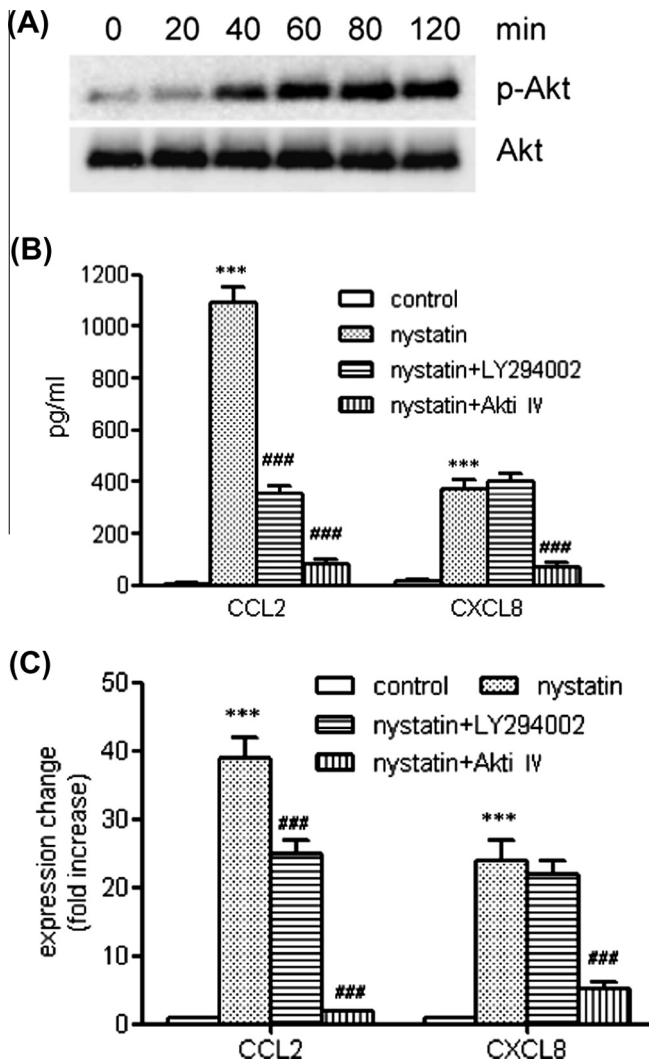 (A)
0 20 40 60 80 120 min
p-Akt
Akt
(B)
1200
1000
800
600
400
200
0
pg/ml
***
###
###
***
###
control
nystatin
nystatin+LY294002
nystatin+Akti IV
CCL2 CXCL8
(C)
50
40
30
20
10
0
expression change
(fold increase)
control nystatin
nystatin+LY294002
nystatin+Akti IV
***
###
###
***
###
CCL2 CXCL8